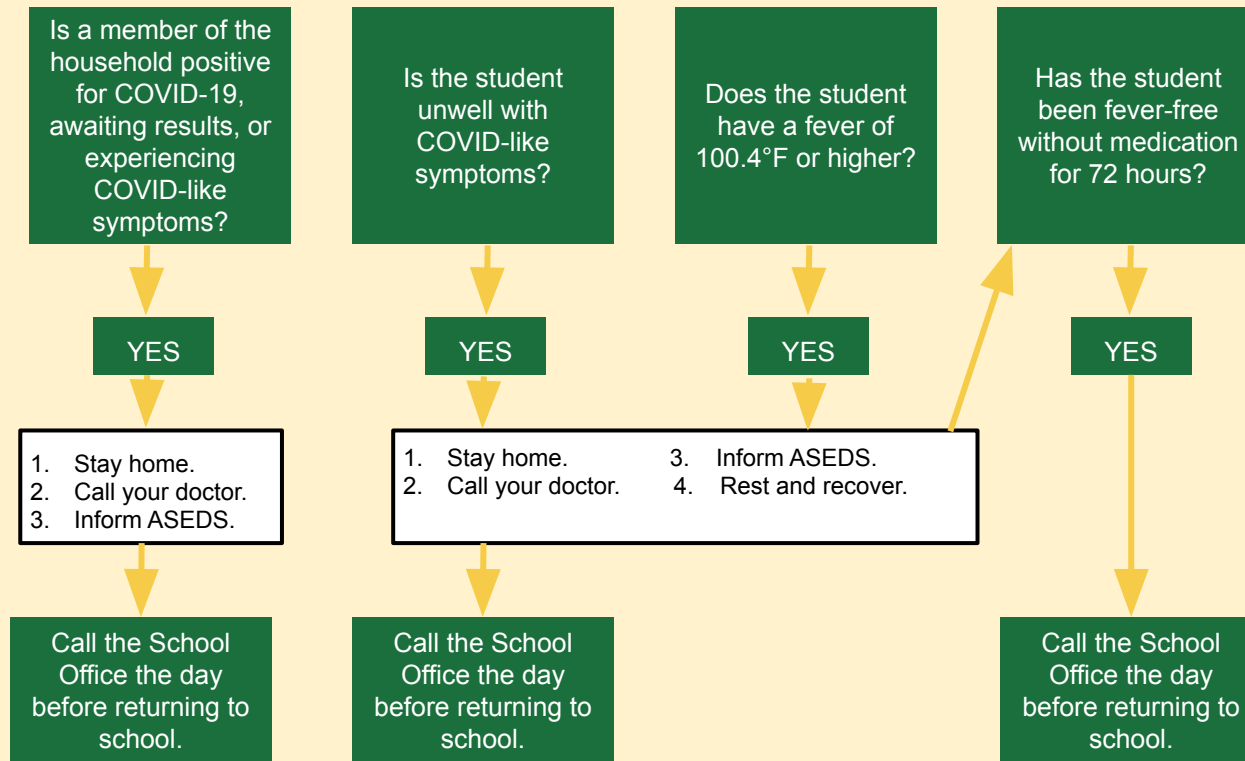 Is a member of the
household positive
for COVID-19,
awaiting results, or
experiencing
COVID-like
symptoms?
Is the student
unwell with
COVID-like
symptoms?
Does the student
have a fever of
100.4°F or higher?
Has the student
been fever-free
without medication
for 72 hours?
YES
YES
YES
YES
1. Stay home.
2. Call your doctor.
3. Inform ASEDS.
1. Stay home.
2. Call your doctor.
3. Inform ASEDS.
4. Rest and recover.
Call the School
Office the day
before returning to
school.
Call the School
Office the day
before returning to
school.
Call the School
Office the day
before returning to
school.